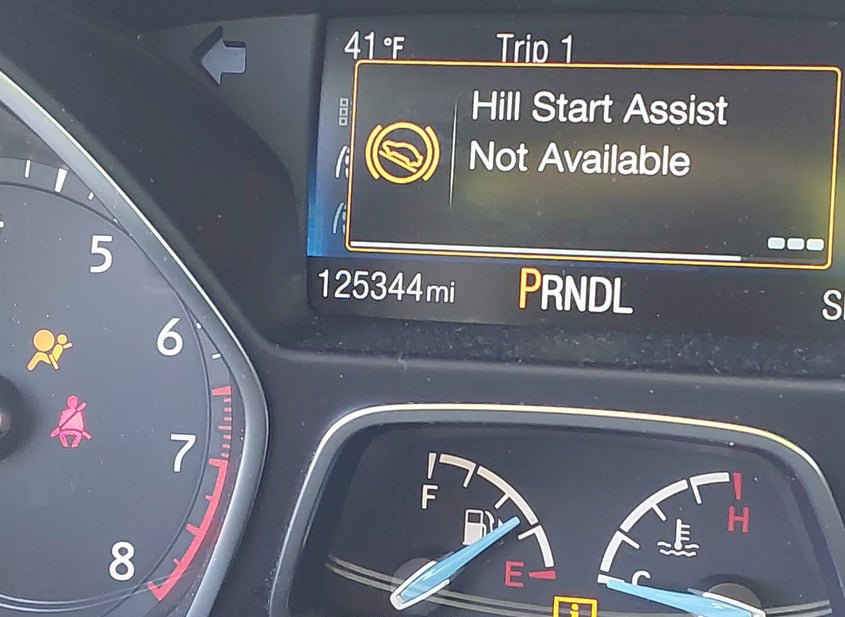 41°F Trip 1
Hill Start Assist
Not Available
125344mi PRNDL
5
6
7
8
F
E
C
H
i